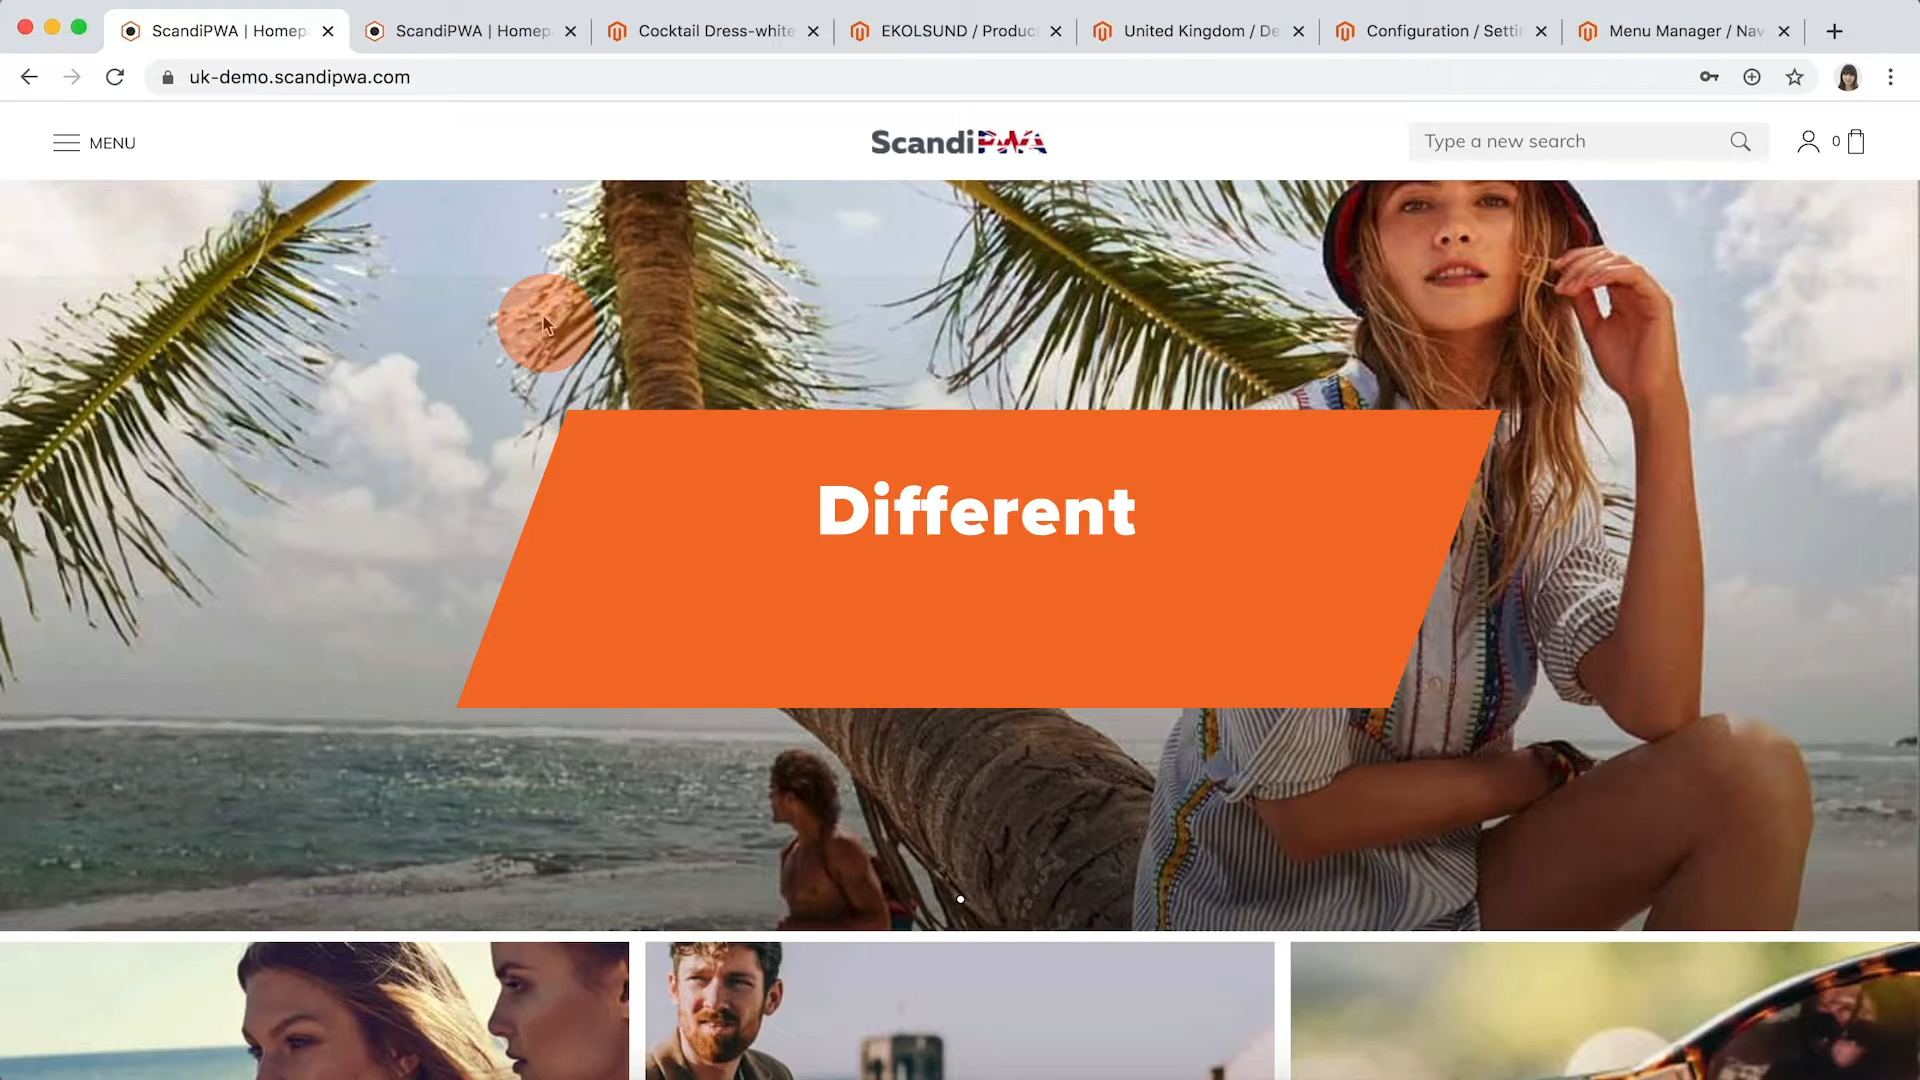 ScandiPWA | Homep
ScandiPWA | Homep
Cocktail Dress-white
EKOLSUND / Produc
United Kingdom / De
Configuration / Setti
Menu Manager / Nav
uk-demo.scandipwa.com
MENU
ScandiPWA
Type a new search
0
Different